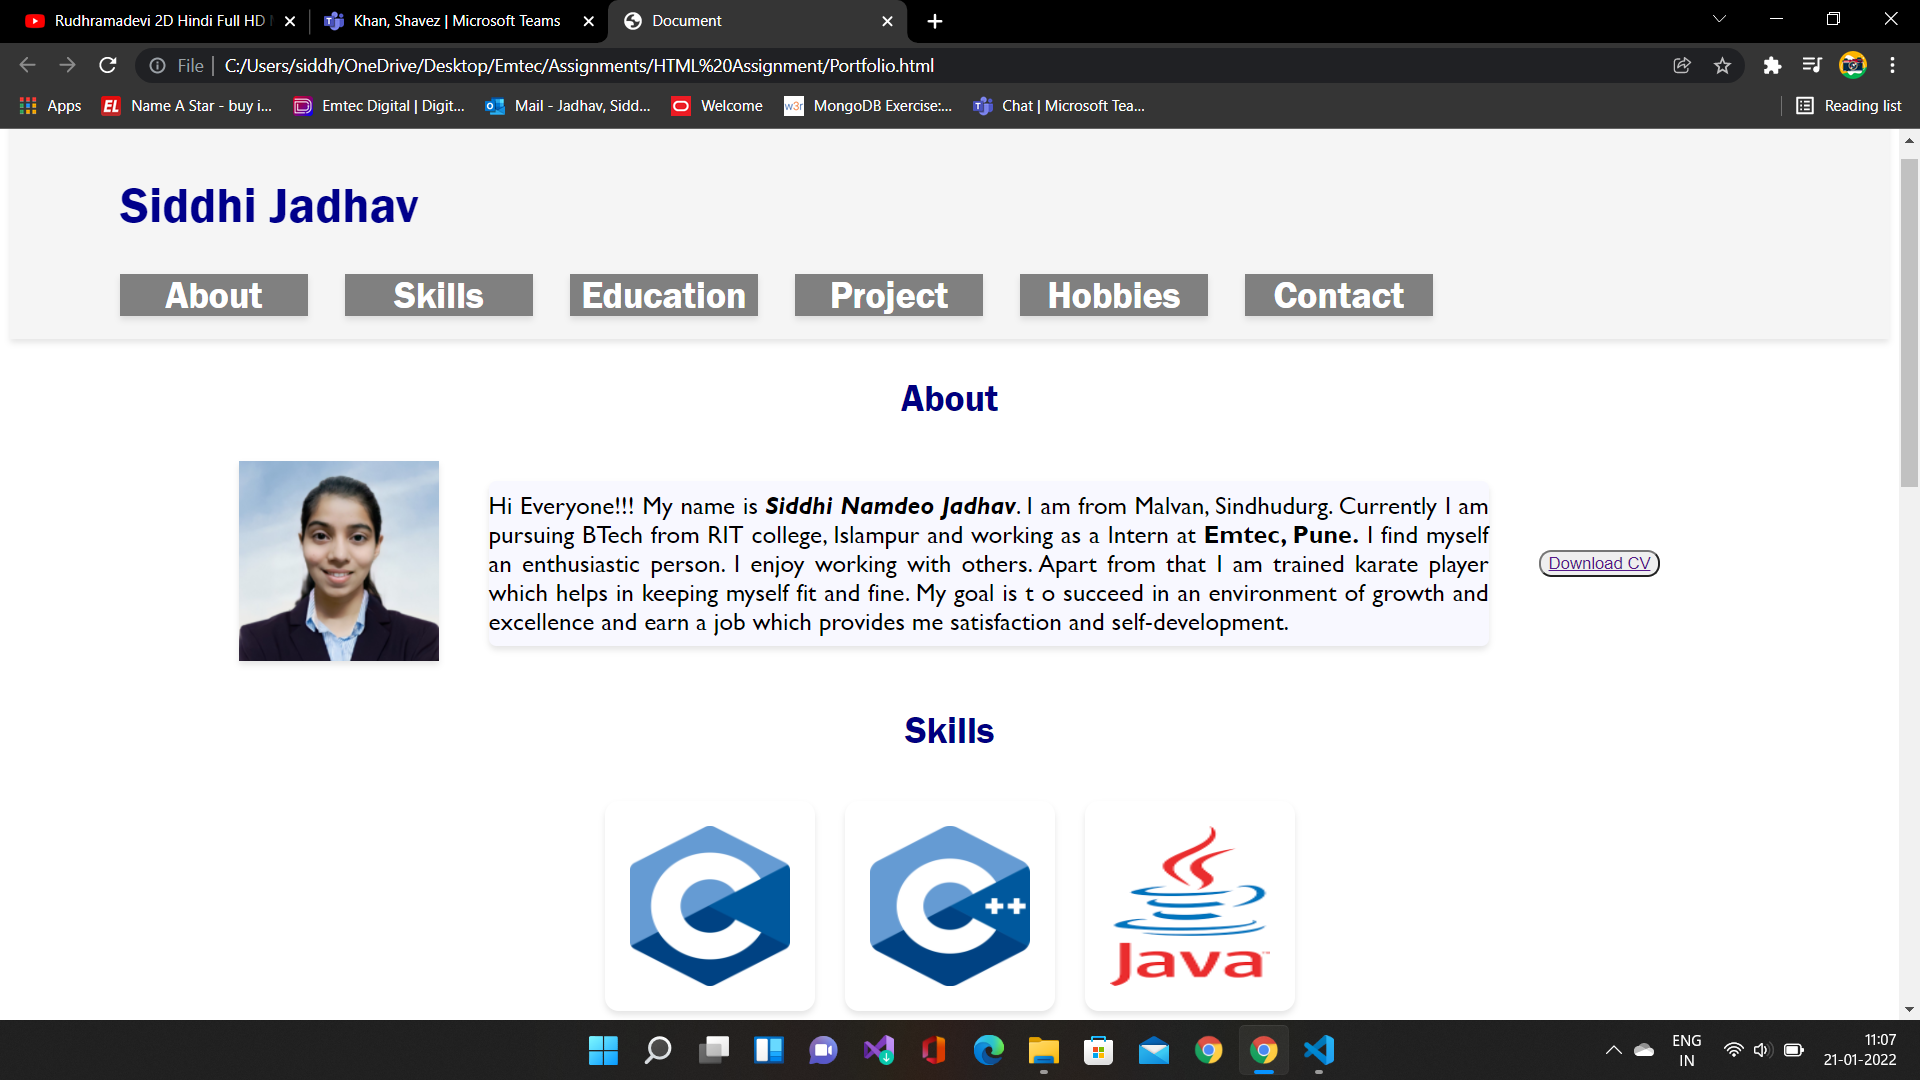 Rudhramadevi 2D Hindi Full HD
Khan, Shavez | Microsoft Teams
Document
File
C:/Users/siddh/OneDrive/Desktop/Emtec/Assignments/HTML%20Assignment/Portfolio.html
Apps
EL
Name A Star - buy i...
Emtec Digital | Digit...
Mail - Jadhav, Sidd...
Welcome
w3r
MongoDB Exercise:...
Chat | Microsoft Tea...
Reading list
Siddhi Jadhav
About
Skills
Education
Project
Hobbies
Contact
About
Hi Everyone!!! My name is Siddhi Namdeo Jadhav. I am from Malvan, Sindhudurg. Currently I am
pursuing BTech from RIT college, Islampur and working as a Intern at Emtec, Pune. I find myself
an enthusiastic person. I enjoy working with others. Apart from that I am trained karate player
which helps in keeping myself fit and fine. My goal is t o succeed in an environment of growth and
excellence and earn a job which provides me satisfaction and self-development.
Download CV
Skills
C
C++
Java
ENG
IN
11:07
21-01-2022